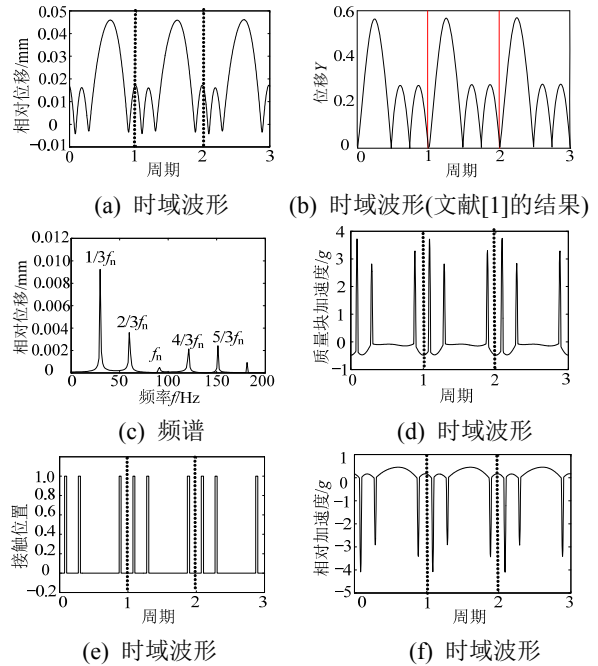 0.05
0.04
0.03
0.02
0.01
0
−0.01
相对位移/mm
0 1 2 3
周期
(a) 时域波形
0.6
0.4
0.2
0
位移Y
0 1 2 3
周期
(b) 时域波形(文献[1]的结果)
0.012
0.010
0.008
0.006
0.004
0.002
0
相对位移/mm
1/3fn
2/3fn
fn
4/3fn
5/3fn
0 50 100 150 200
频率f/Hz
(c) 频谱
4
3
2
1
0
−1
质量块加速度/g
0 1 2 3
周期
(d) 时域波形
1.0
0.8
0.6
0.4
0.2
0
−0.2
接触位置
0 1 2 3
周期
(e) 时域波形
1
0
−1
−2
−3
−4
−5
相对加速度/g
0 1 2 3
周期
(f) 时域波形